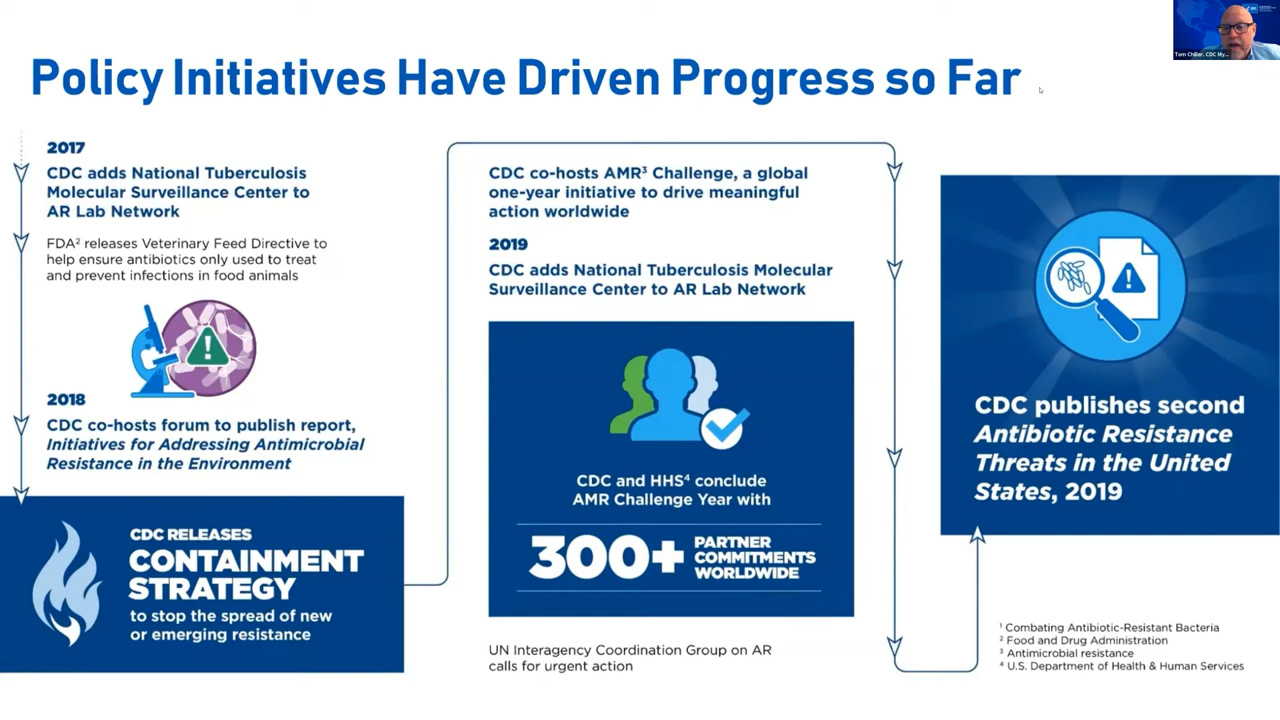 Policy Initiatives Have Driven Progress so Far
Tom Chiller, CDC My...
2017
CDC adds National Tuberculosis
Molecular Surveillance Center to
AR Lab Network
FDA² releases Veterinary Feed Directive to
help ensure antibiotics only used to treat
and prevent infections in food animals
2018
CDC co-hosts forum to publish report,
Initiatives for Addressing Antimicrobial
Resistance in the Environment
CDC RELEASES
CONTAINMENT
STRATEGY
to stop the spread of new
or emerging resistance
CDC co-hosts AMR³ Challenge, a global
one-year initiative to drive meaningful
action worldwide
2019
CDC adds National Tuberculosis Molecular
Surveillance Center to AR Lab Network
CDC and HHS⁴ conclude
AMR Challenge Year with
300+ PARTNER
COMMITMENTS
WORLDWIDE
UN Interagency Coordination Group on AR
calls for urgent action
CDC publishes second
Antibiotic Resistance
Threats in the United
States, 2019
¹ Combating Antibiotic-Resistant Bacteria
² Food and Drug Administration
³ Antimicrobial resistance
⁴ U.S. Department of Health & Human Services